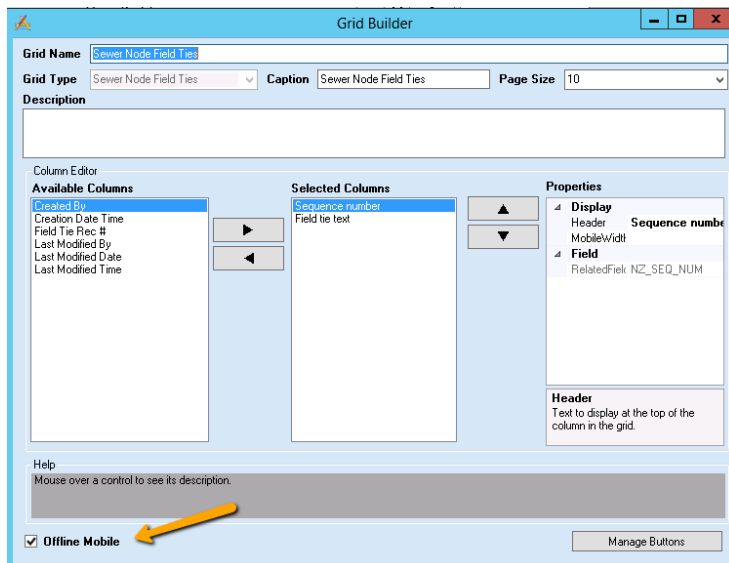 Grid Builder
Grid Name Sewer Node Field Ties
Grid Type Sewer Node Field Ties Caption Sewer Node Field Ties Page Size 10
Description
Column Editor
Available Columns Selected Columns Properties
Created By Sequence number Display
Creation Date Time Field tie text Header Sequence numbe
Field Tie Rec # MobileWidth
Last Modified By Field
Last Modified Date RelatedField NZ_SEQ_NUM
Last Modified Time
Header
Text to display at the top of the
column in the grid.
Help
Mouse over a control to see its description.
Offline Mobile Manage Buttons